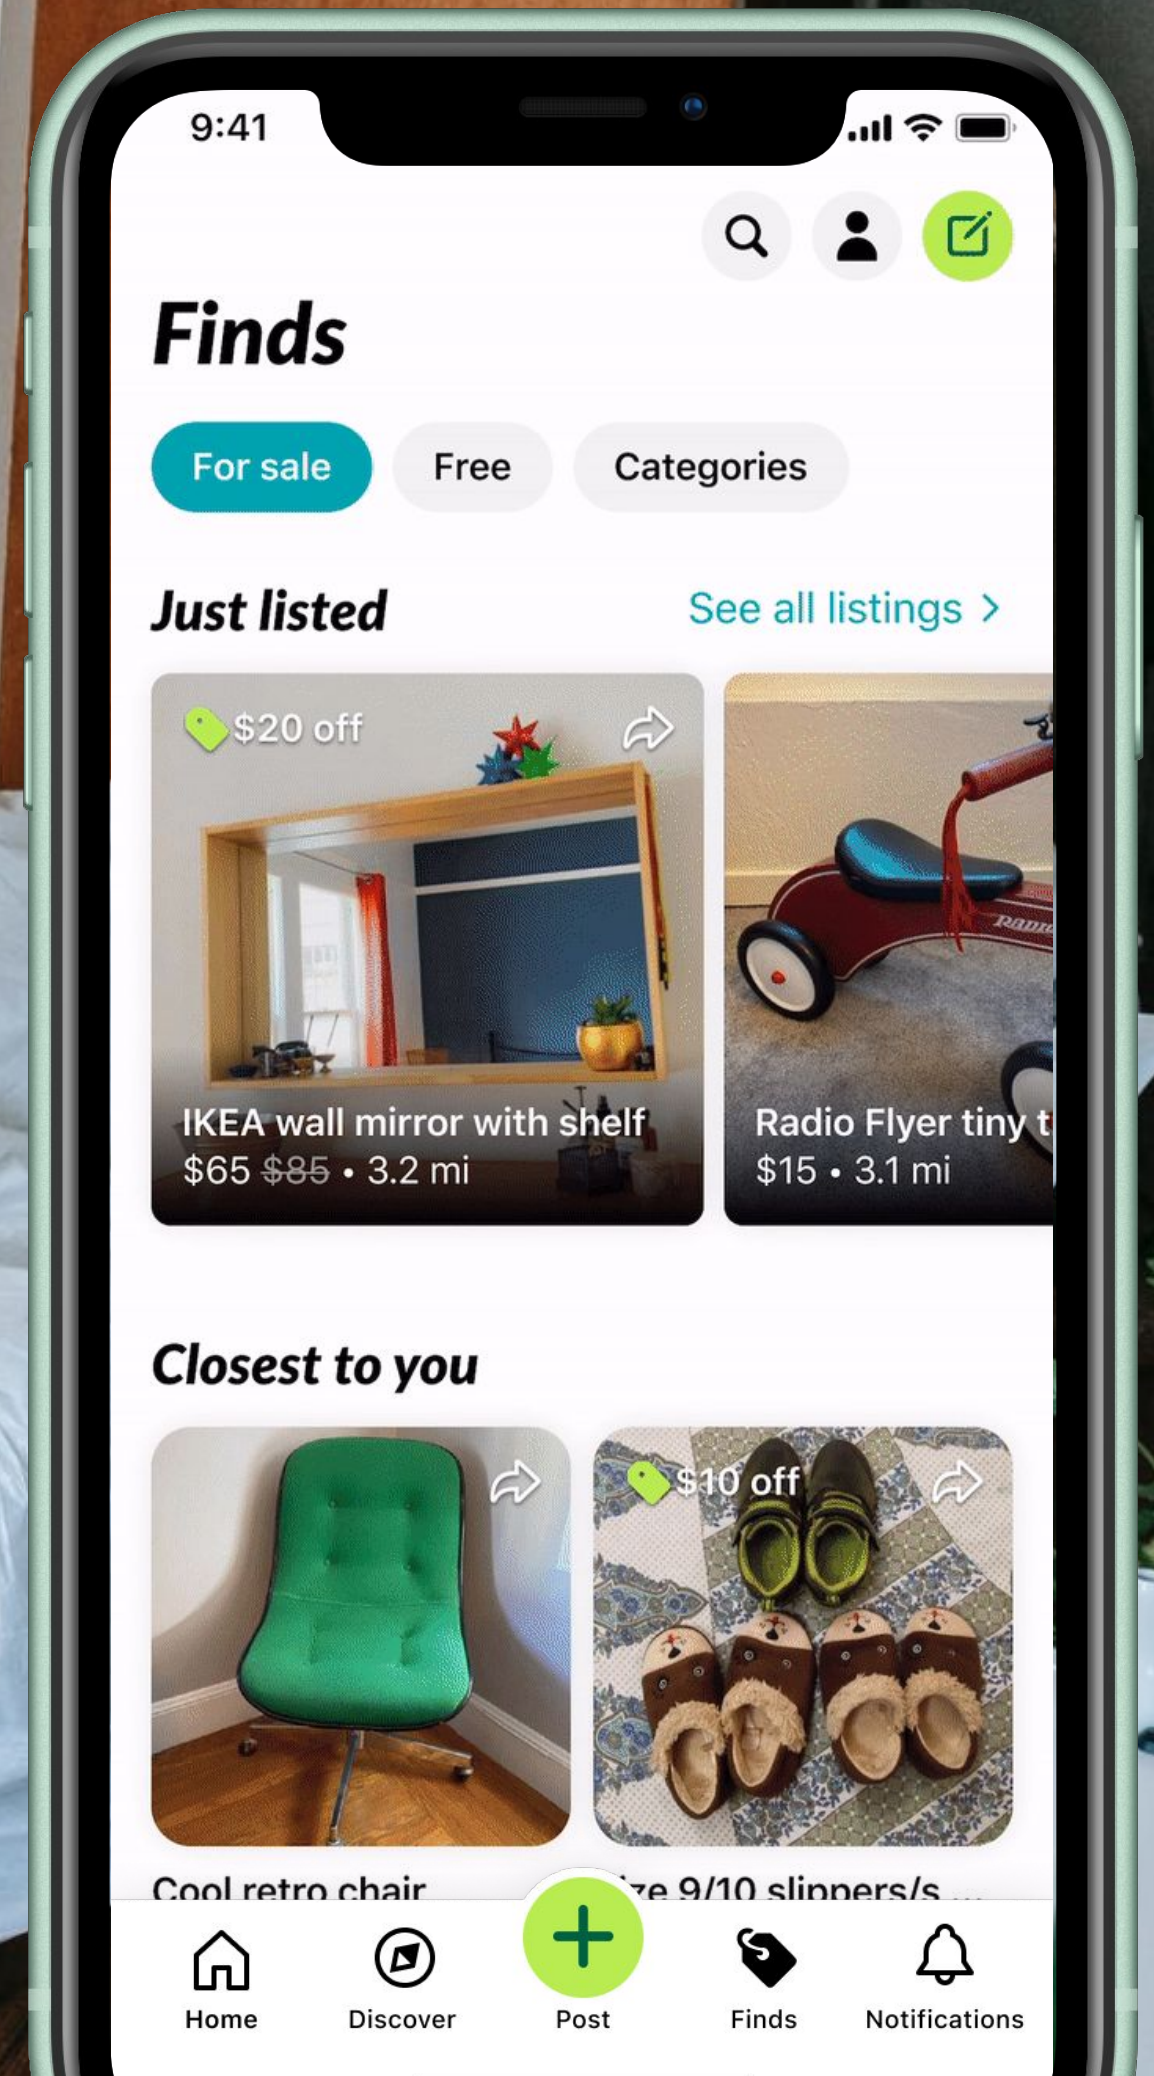 9:41
Finds
For sale
Free
Categories
Just listed
See all listings
$20 off
IKEA wall mirror with shelf
$65 $85 • 3.2 mi
Radio Flyer tiny t
$15 • 3.1 mi
Closest to you
$10 off
Cool retro chair
ze 9/10 slippers/s ...
Home
Discover
Post
Finds
Notifications